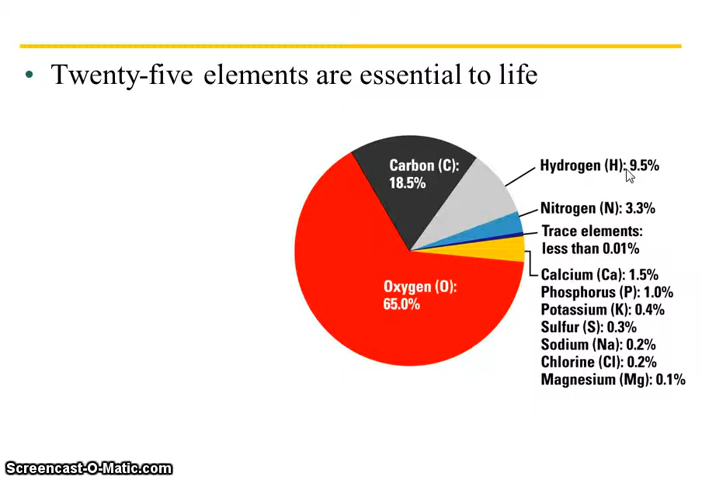 • Twenty-five elements are essential to life
Carbon (C):
18.5%
Hydrogen (H): 9.5%
Nitrogen (N): 3.3%
Trace elements:
less than 0.01%
Calcium (Ca): 1.5%
Phosphorus (P): 1.0%
Potassium (K): 0.4%
Sulfur (S): 0.3%
Sodium (Na): 0.2%
Chlorine (Cl): 0.2%
Magnesium (Mg): 0.1%
Oxygen (O):
65.0%
Screencast-O-Matic.com